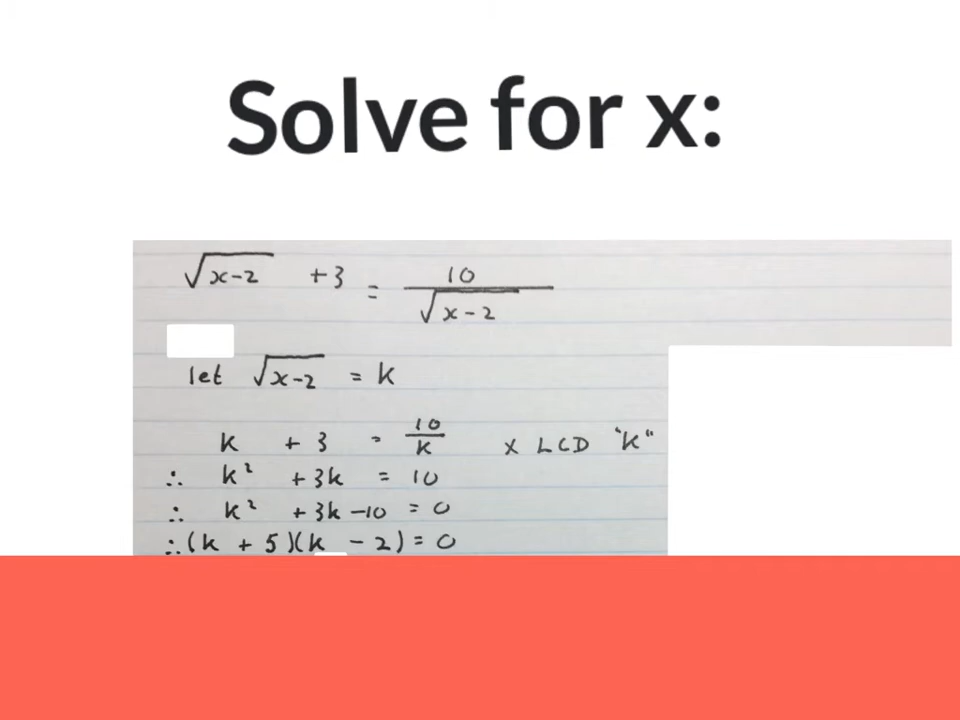 Solve for x:
√x-2 +3 = 10/√x-2
let √x-2 = k
k + 3 = 10/k x LCD "k"
∴ k² + 3k = 10
∴ k² + 3k - 10 = 0
∴ (k + 5)(k - 2) = 0